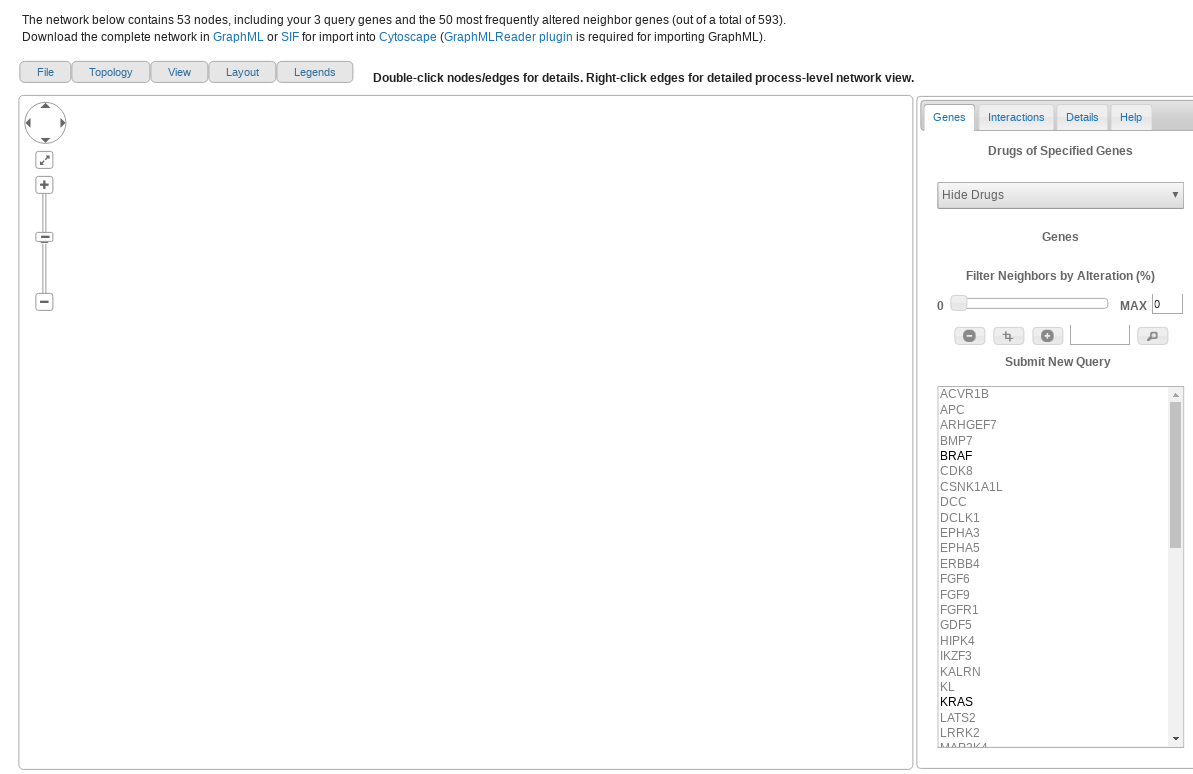 The network below contains 53 nodes, including your 3 query genes and the 50 most frequently altered neighbor genes (out of a total of 593).
Download the complete network in GraphML or SIF for import into Cytoscape (GraphMLReader plugin is required for importing GraphML).
File Topology View Layout Legends Double-click nodes/edges for details. Right-click edges for detailed process-level network view.
Genes Interactions Details Help
Drugs of Specified Genes
Hide Drugs
Genes
Filter Neighbors by Alteration (%)
0 MAX 0
Submit New Query
ACVR1B
APC
ARHGEF7
BMP7
BRAF
CDK8
CSNK1A1L
DCC
DCLK1
EPHA3
EPHA5
ERBB4
FGF6
FGF9
FGFR1
GDF5
HIPK4
IKZF3
KALRN
KL
KRAS
LATS2
LRRK2
MAP3K4